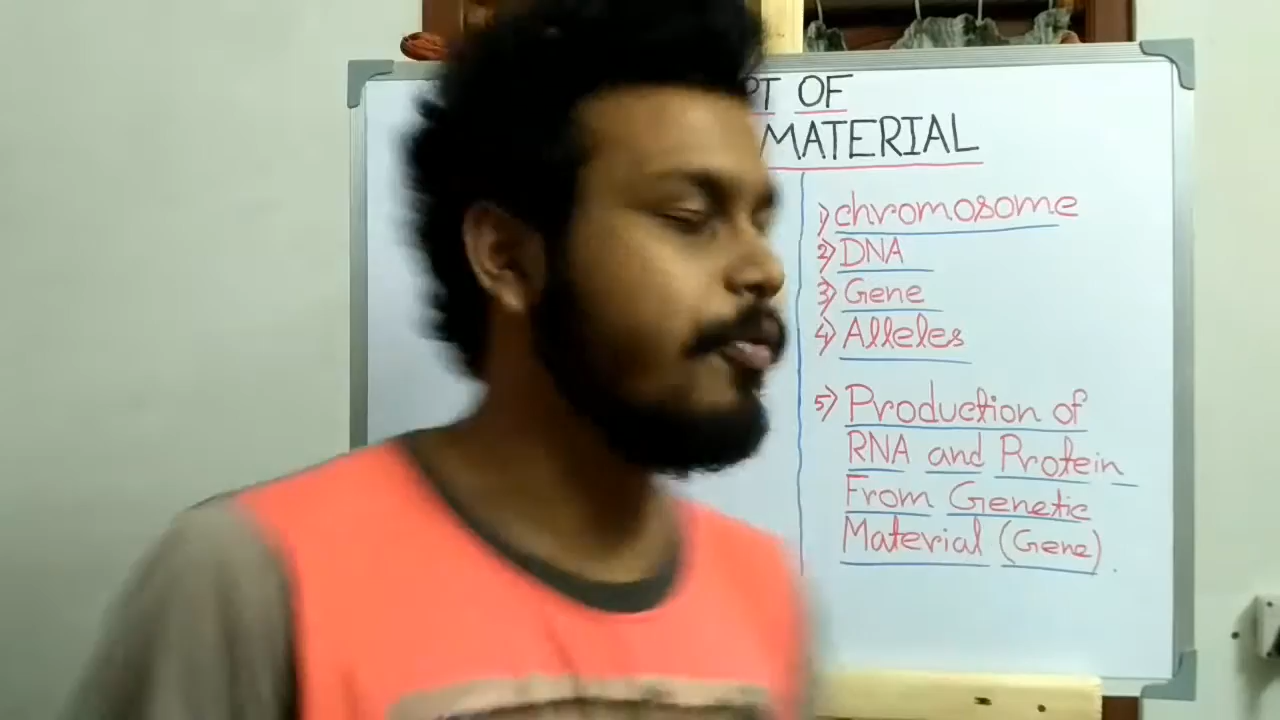 OF
MATERIAL
1) chromosome
2) DNA
3) Gene
4) Alleles
5) Production of
RNA and Protein
From Genetic
Material (Gene).